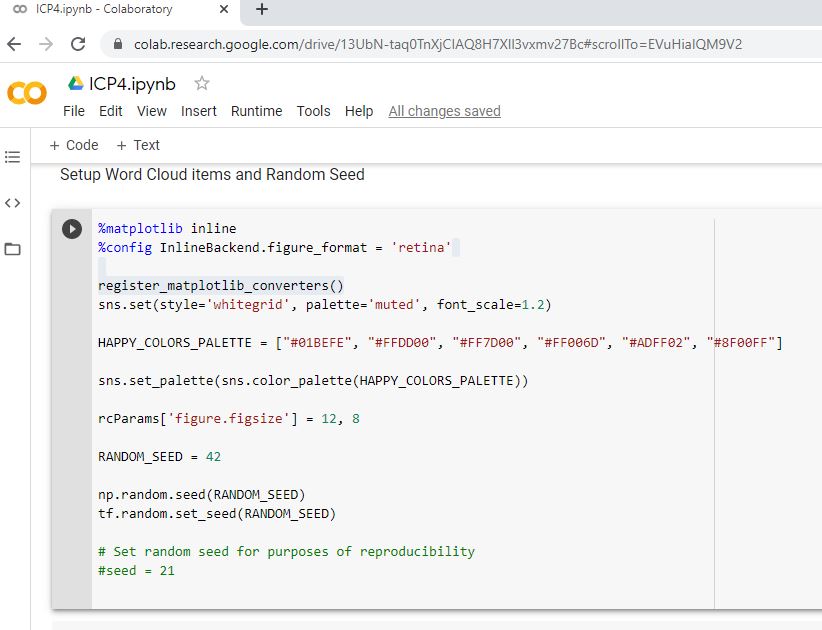 ICP4.ipynb - Colaboratory
colab.research.google.com/drive/13UbN-taq0TnXjCIAQ8H7XII3vxmv27Bc#scrollTo=EVuHiaIQM9V2
ICP4.ipynb
File Edit View Insert Runtime Tools Help All changes saved
+ Code + Text
Setup Word Cloud items and Random Seed
%matplotlib inline
%config InlineBackend.figure_format = 'retina'
register_matplotlib_converters()
sns.set(style='whitegrid', palette='muted', font_scale=1.2)
HAPPY_COLORS_PALETTE = ["#01BEFE", "#FFDD00", "#FF7D00", "#FF006D", "#ADFF02", "#8F00FF"]
sns.set_palette(sns.color_palette(HAPPY_COLORS_PALETTE))
rcParams['figure.figsize'] = 12, 8
RANDOM_SEED = 42
np.random.seed(RANDOM_SEED)
tf.random.set_seed(RANDOM_SEED)
# Set random seed for purposes of reproducibility
#seed = 21